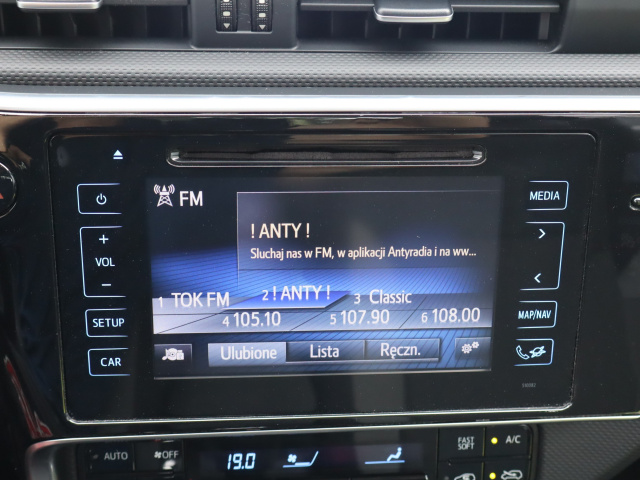 FM
! ANTY !
Sluchaj nas w FM, w aplikacji Antyradia i na ww...
1 TOK FM 2 ! ANTY ! 3 Classic
4 105.10 5 107.90 6 108.00
Ulubione Lista Ręczn.
+
VOL
−
SETUP
CAR
MEDIA
>
<
MAP/NAV
AUTO OFF 19.0 FAST SOFT A/C